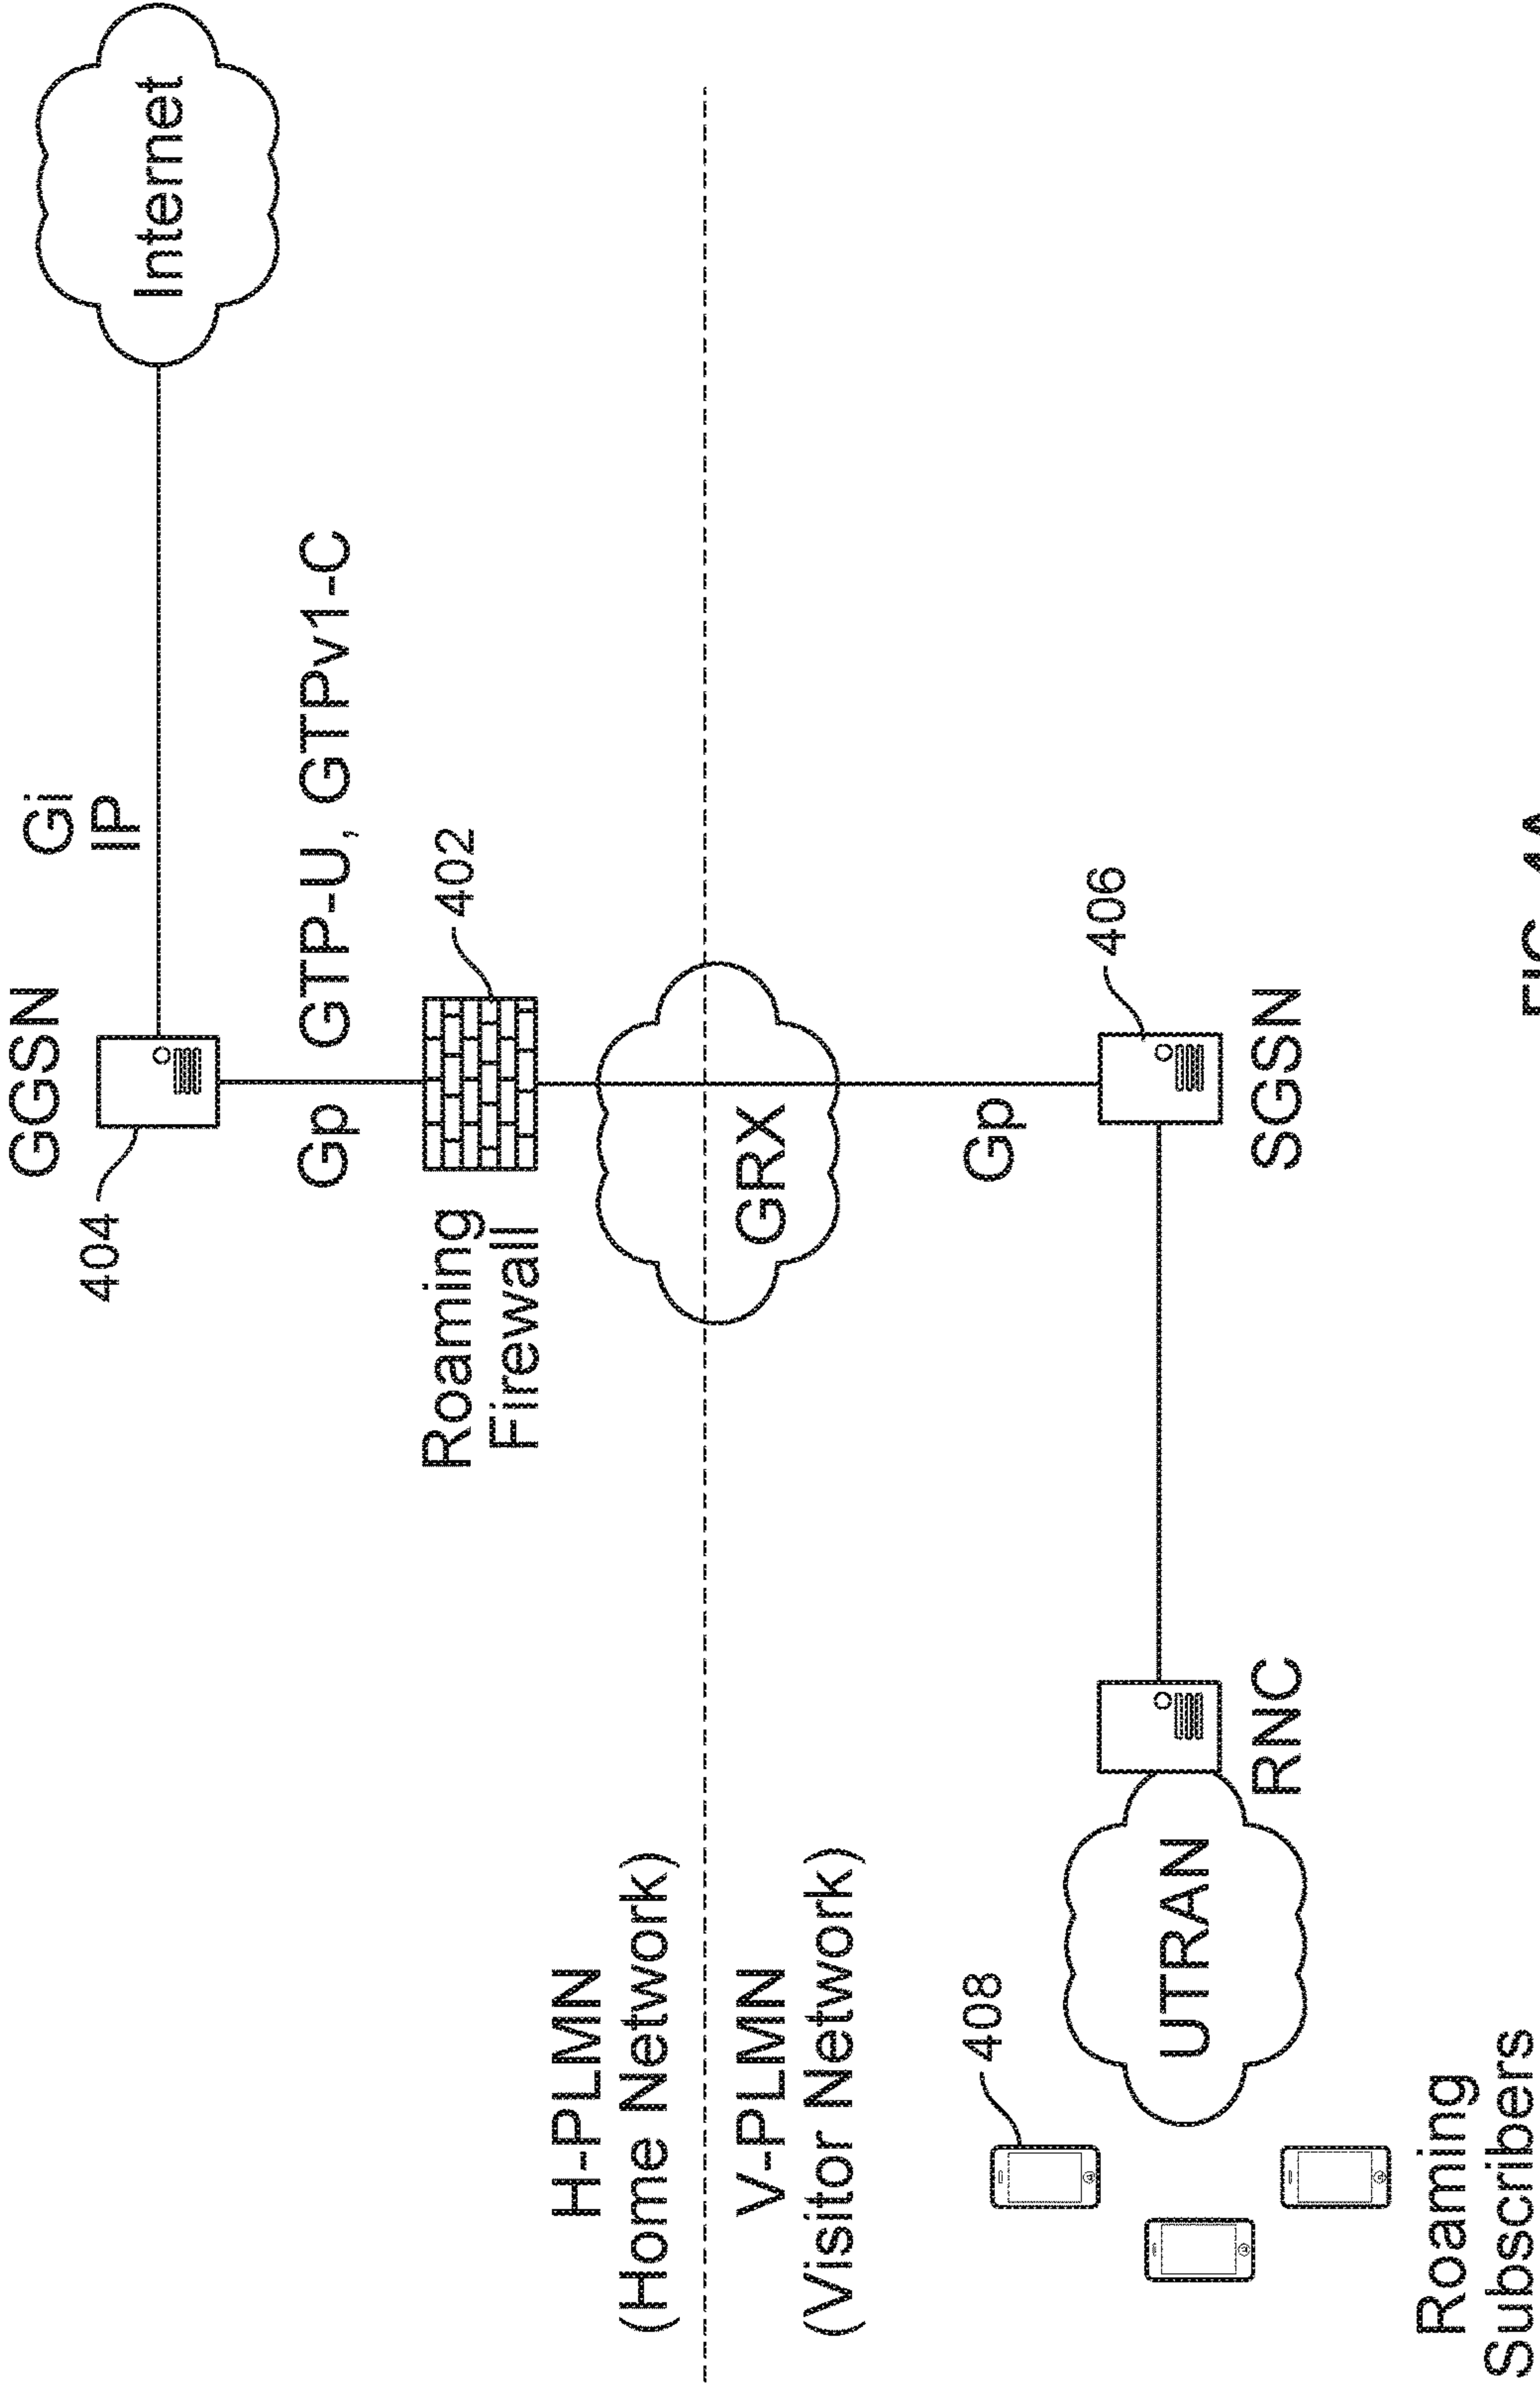 GGSN
404
Gi
IP
Internet
Gp
GTP-U, GTPv1-C
Roaming
Firewall
402
H-PLMN
(Home Network)
GRX
V-PLMN
(Visitor Network)
Gp
408
406
UTRAN
RNC
SGSN
Roaming
Subscribers